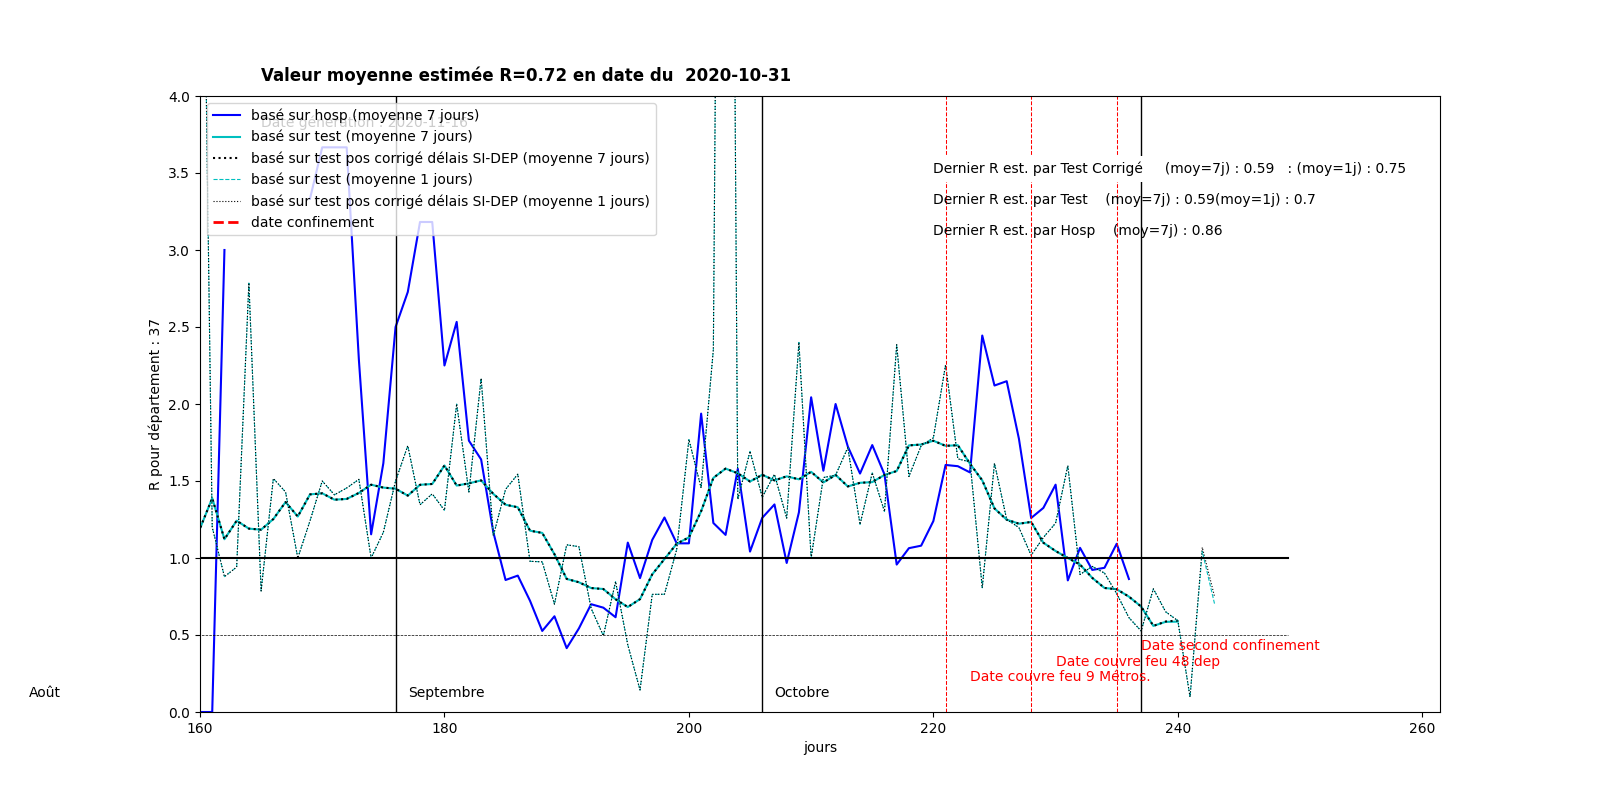 Valeur moyenne estimée R=0.72 en date du  2020-10-31
Date génération : 2020-11-16
basé sur hosp (moyenne 7 jours)
basé sur test (moyenne 7 jours)
basé sur test pos corrigé délais SI-DEP (moyenne 7 jours)
basé sur test (moyenne 1 jours)
basé sur test pos corrigé délais SI-DEP (moyenne 1 jours)
date confinement
Dernier R est. par Test Corrigé     (moy=7j) : 0.59   : (moy=1j) : 0.75
Dernier R est. par Test    (moy=7j) : 0.59(moy=1j) : 0.7
Dernier R est. par Hosp    (moy=7j) : 0.86
R pour département : 37
4.0
3.5
3.0
2.5
2.0
1.5
1.0
0.5
0.0
Date second confinement
Date couvre feu 48 dep
Date couvre feu 9 Métros.
Août
Septembre
Octobre
160
180
200
220
240
260
jours